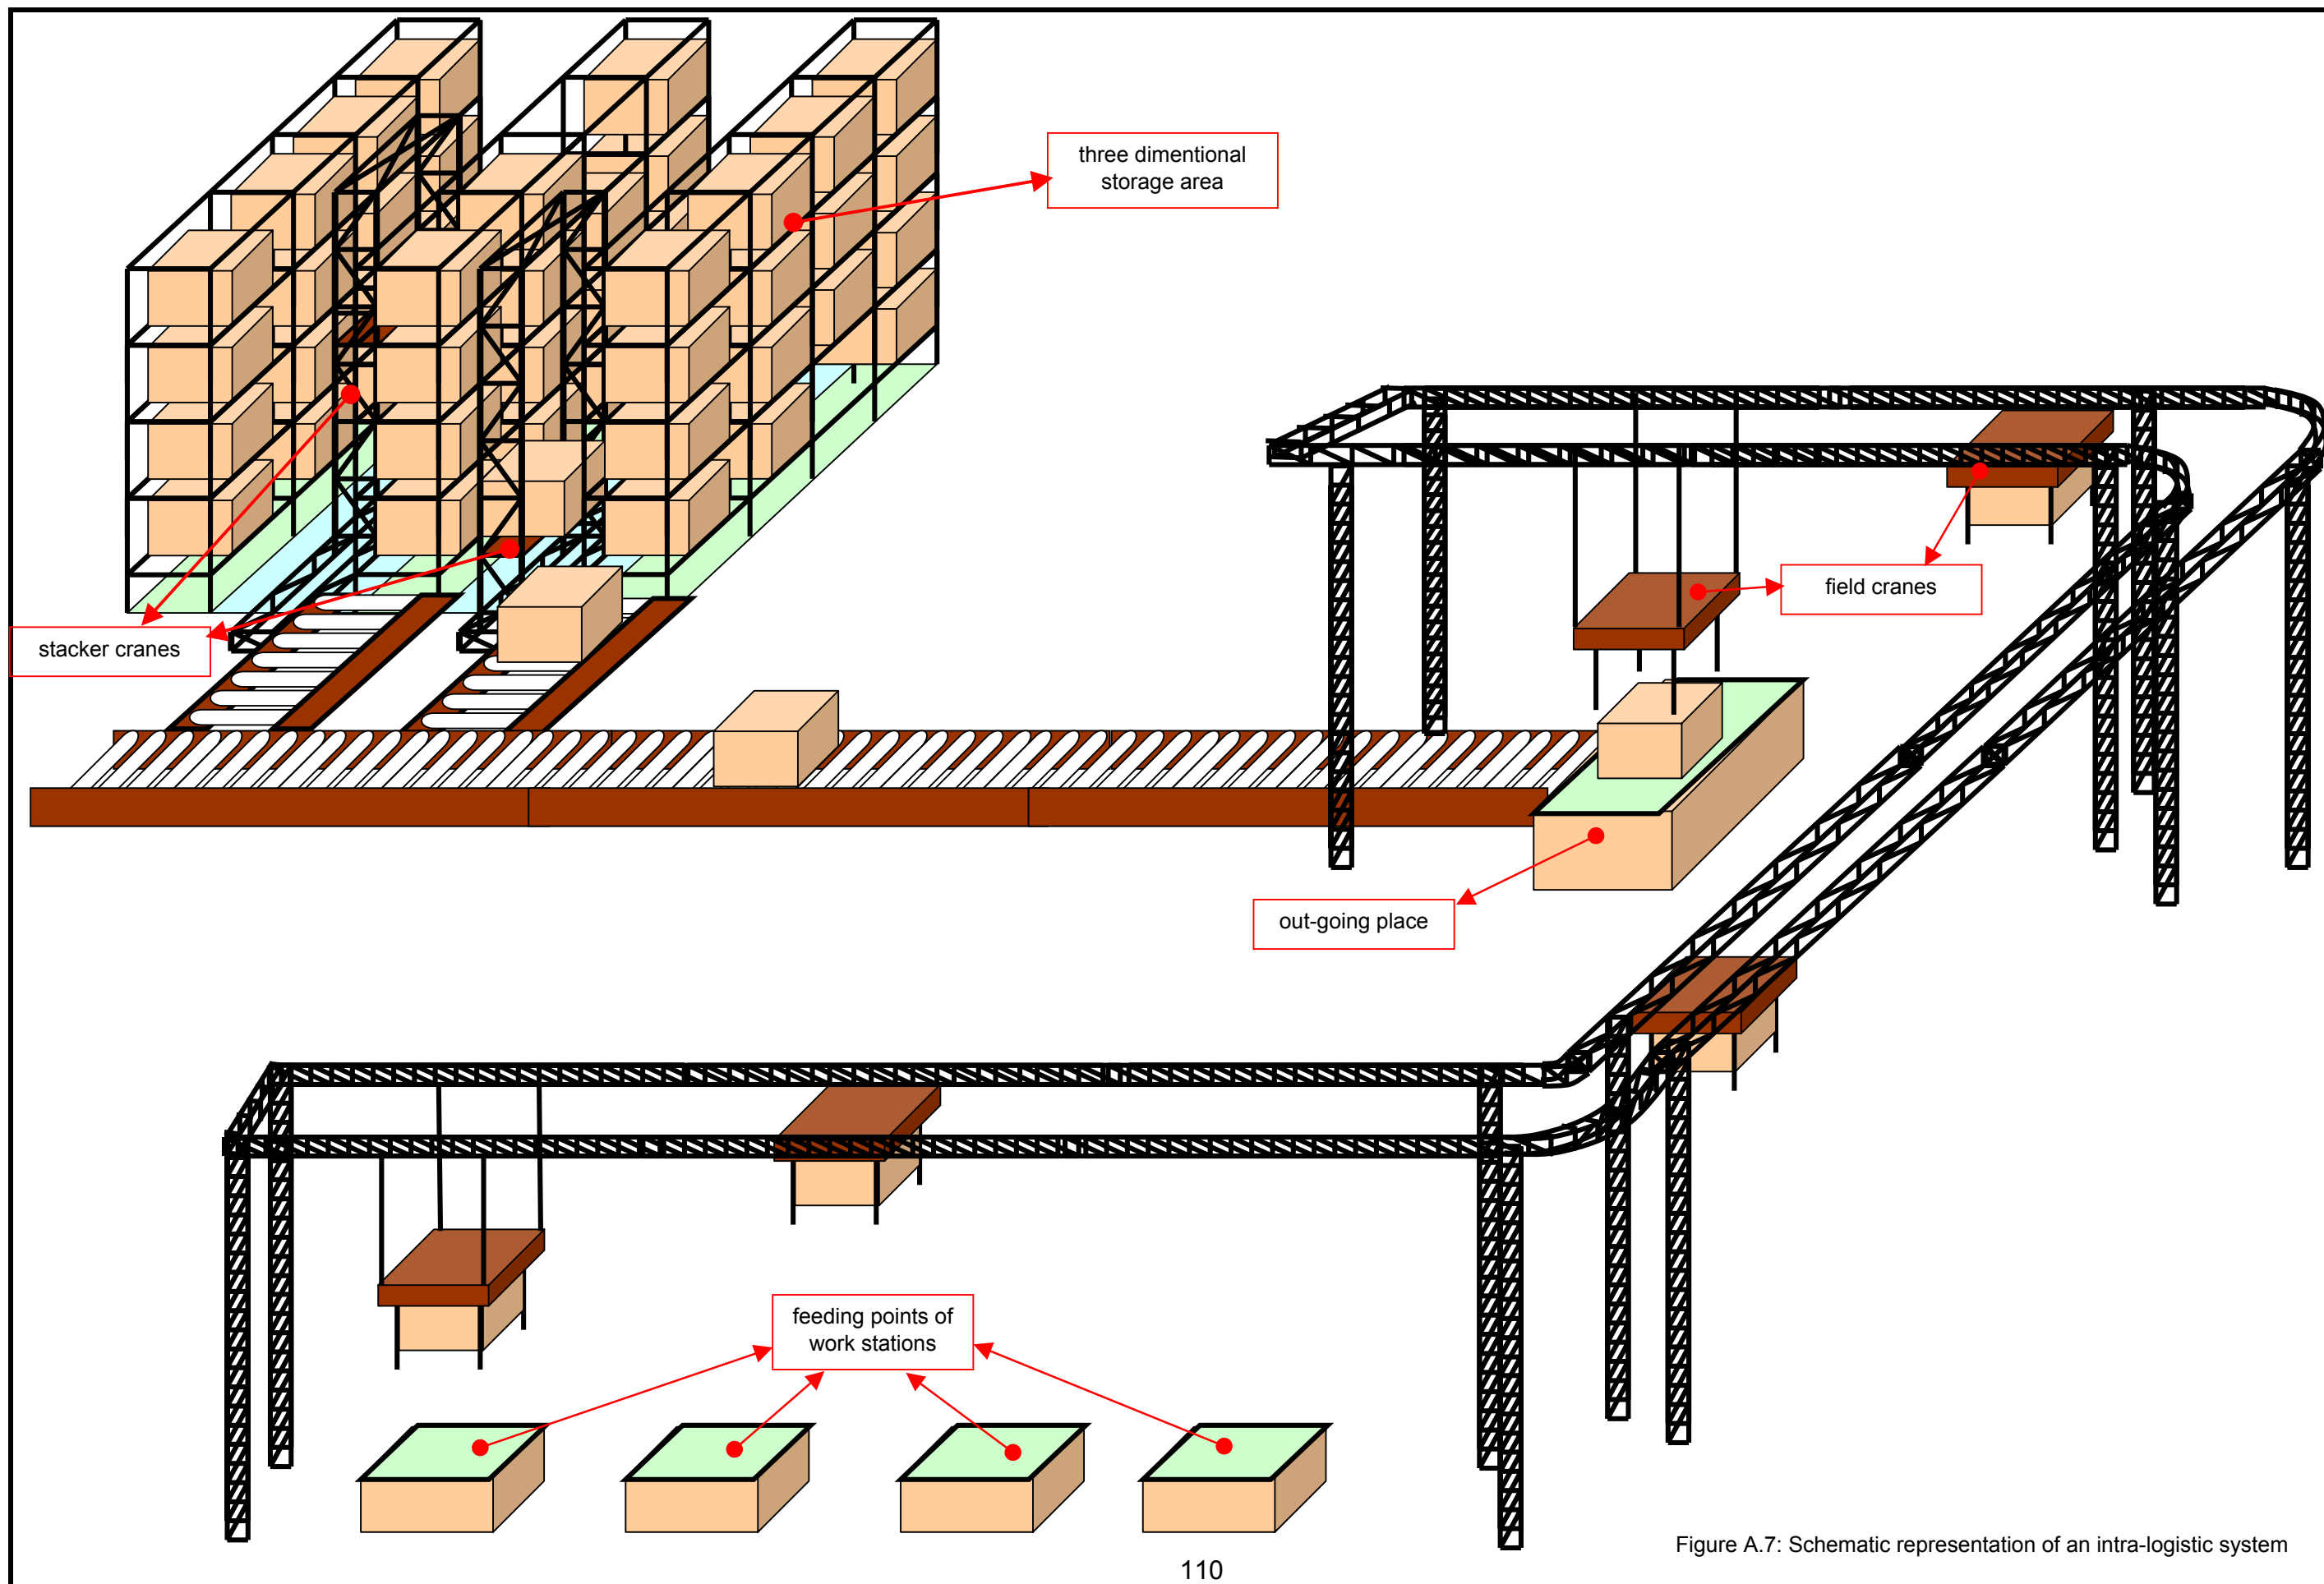 three dimentional
storage area
field cranes
stacker cranes
out-going place
feeding points of
work stations
Figure A.7: Schematic representation of an intra-logistic system
110